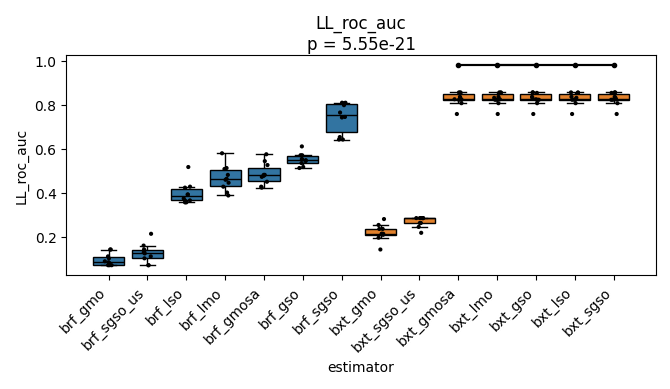 LL_roc_auc
p = 5.55e-21
LL_roc_auc
1.0
0.8
0.6
0.4
0.2
brf_gmo
brf_sgso_us
brf_lso
brf_lmo
brf_gmosa
brf_gso
brf_sgso
bxt_gmo
bxt_sgso_us
bxt_gmosa
bxt_lmo
bxt_gso
bxt_lso
bxt_sgso
estimator